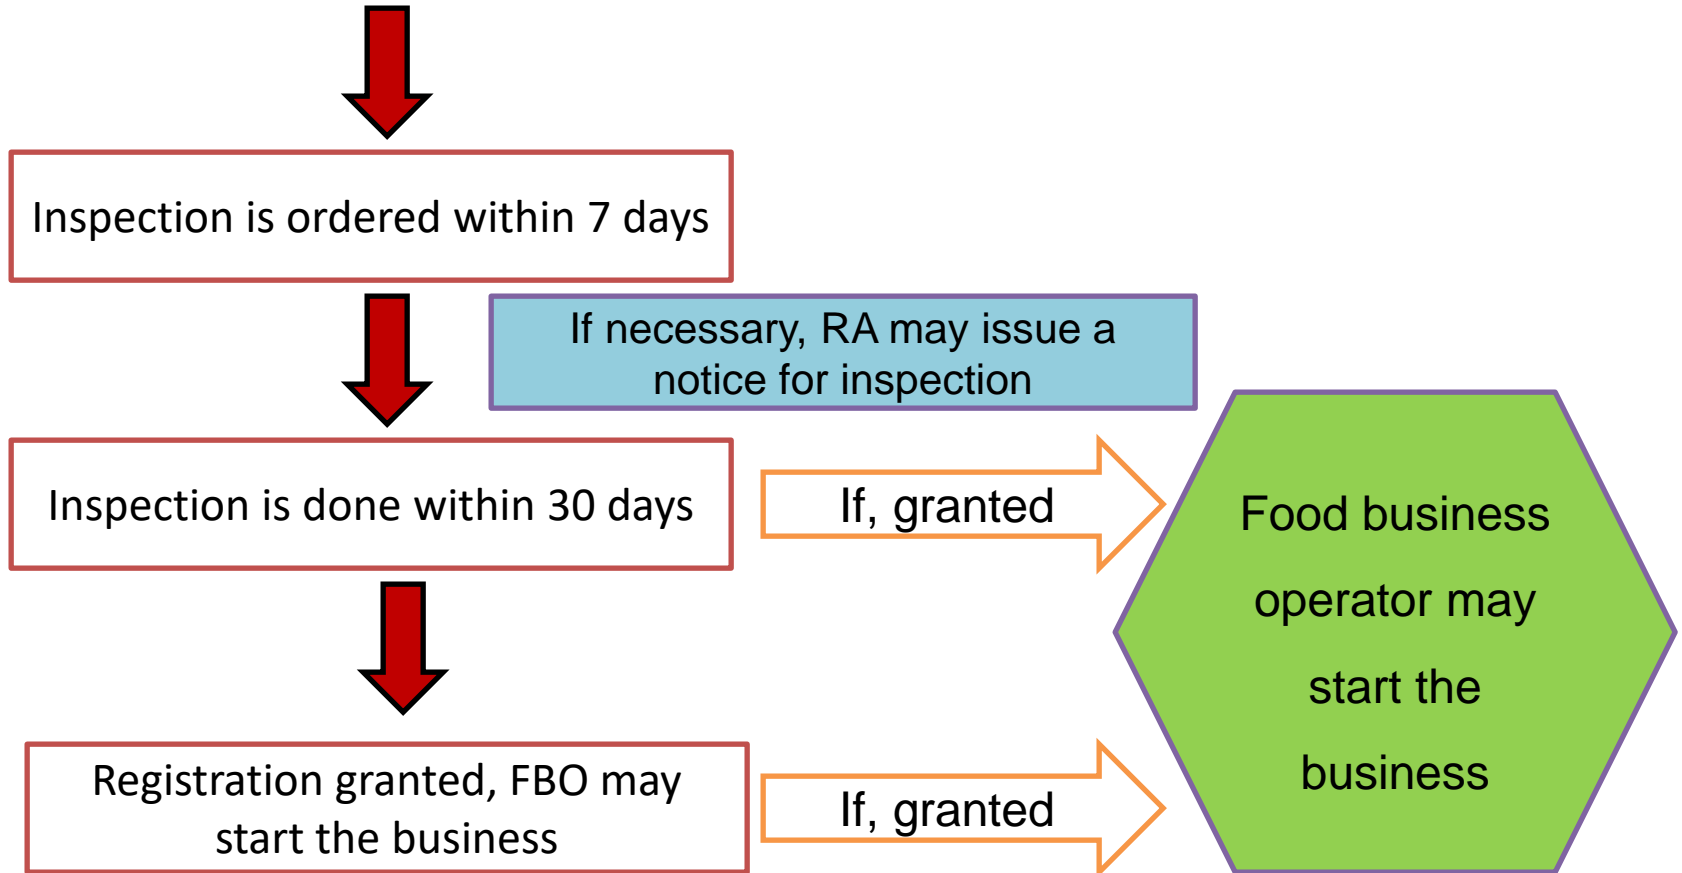 Inspection is ordered within 7 days
If necessary, RA may issue a
notice for inspection
Inspection is done within 30 days
If, granted
Food business
operator may
start the
business
Registration granted, FBO may
start the business
If, granted